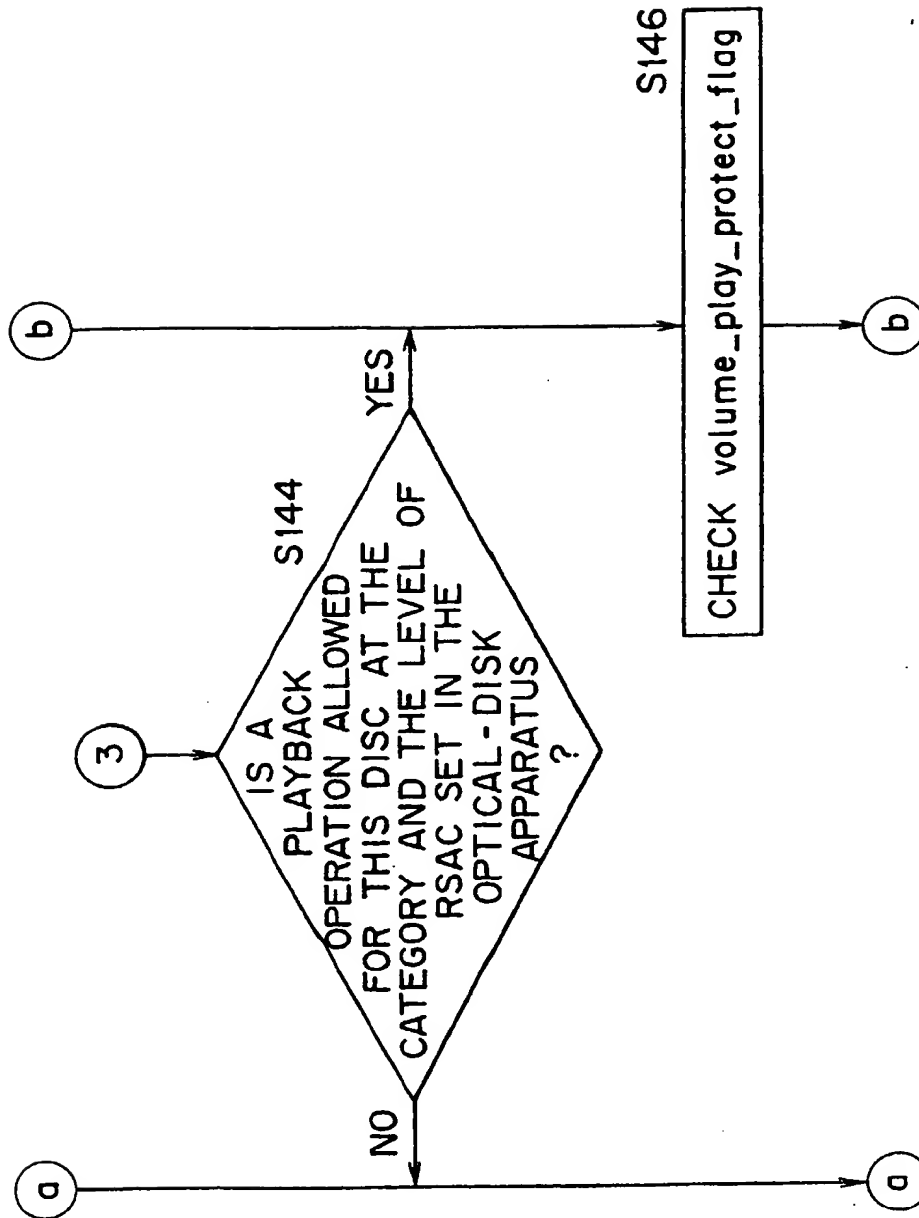 a
3
b
S144
IS A
PLAYBACK
OPERATION ALLOWED
FOR THIS DISC AT THE
CATEGORY AND THE LEVEL OF
RSAC SET IN THE
OPTICAL-DISK
APPARATUS
?
NO
YES
S146
CHECK volume_play_protect_flag
a
b